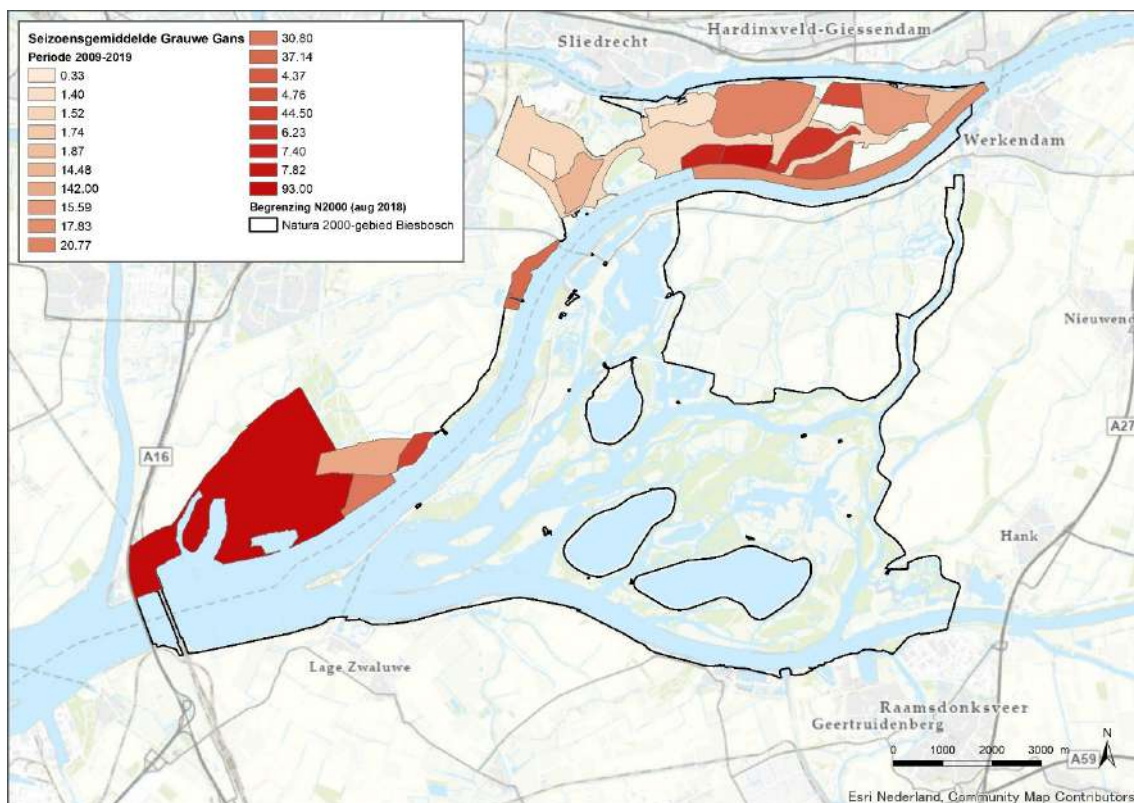 Seizoensgemiddelde Grauwe Gans
Periode 2009-2019
0.33
1.40
1.52
1.74
1.87
14.48
142.00
15.59
17.83
20.77
30.80
37.14
4.37
4.76
44.50
6.23
7.40
7.82
93.00
Begrenzing N2000 (aug 2018)
Natura 2000-gebied Biesbosch
Hardinxveld-Giessendam
Sliedrecht
Werkendam
Nieuwend
A27
A16
Hank
Lage Zwaluwe
Raamsdonksveer
Geertruidenberg
N
0 1000 2000 3000 m
A59
Esri Nederland, Community Map Contributors